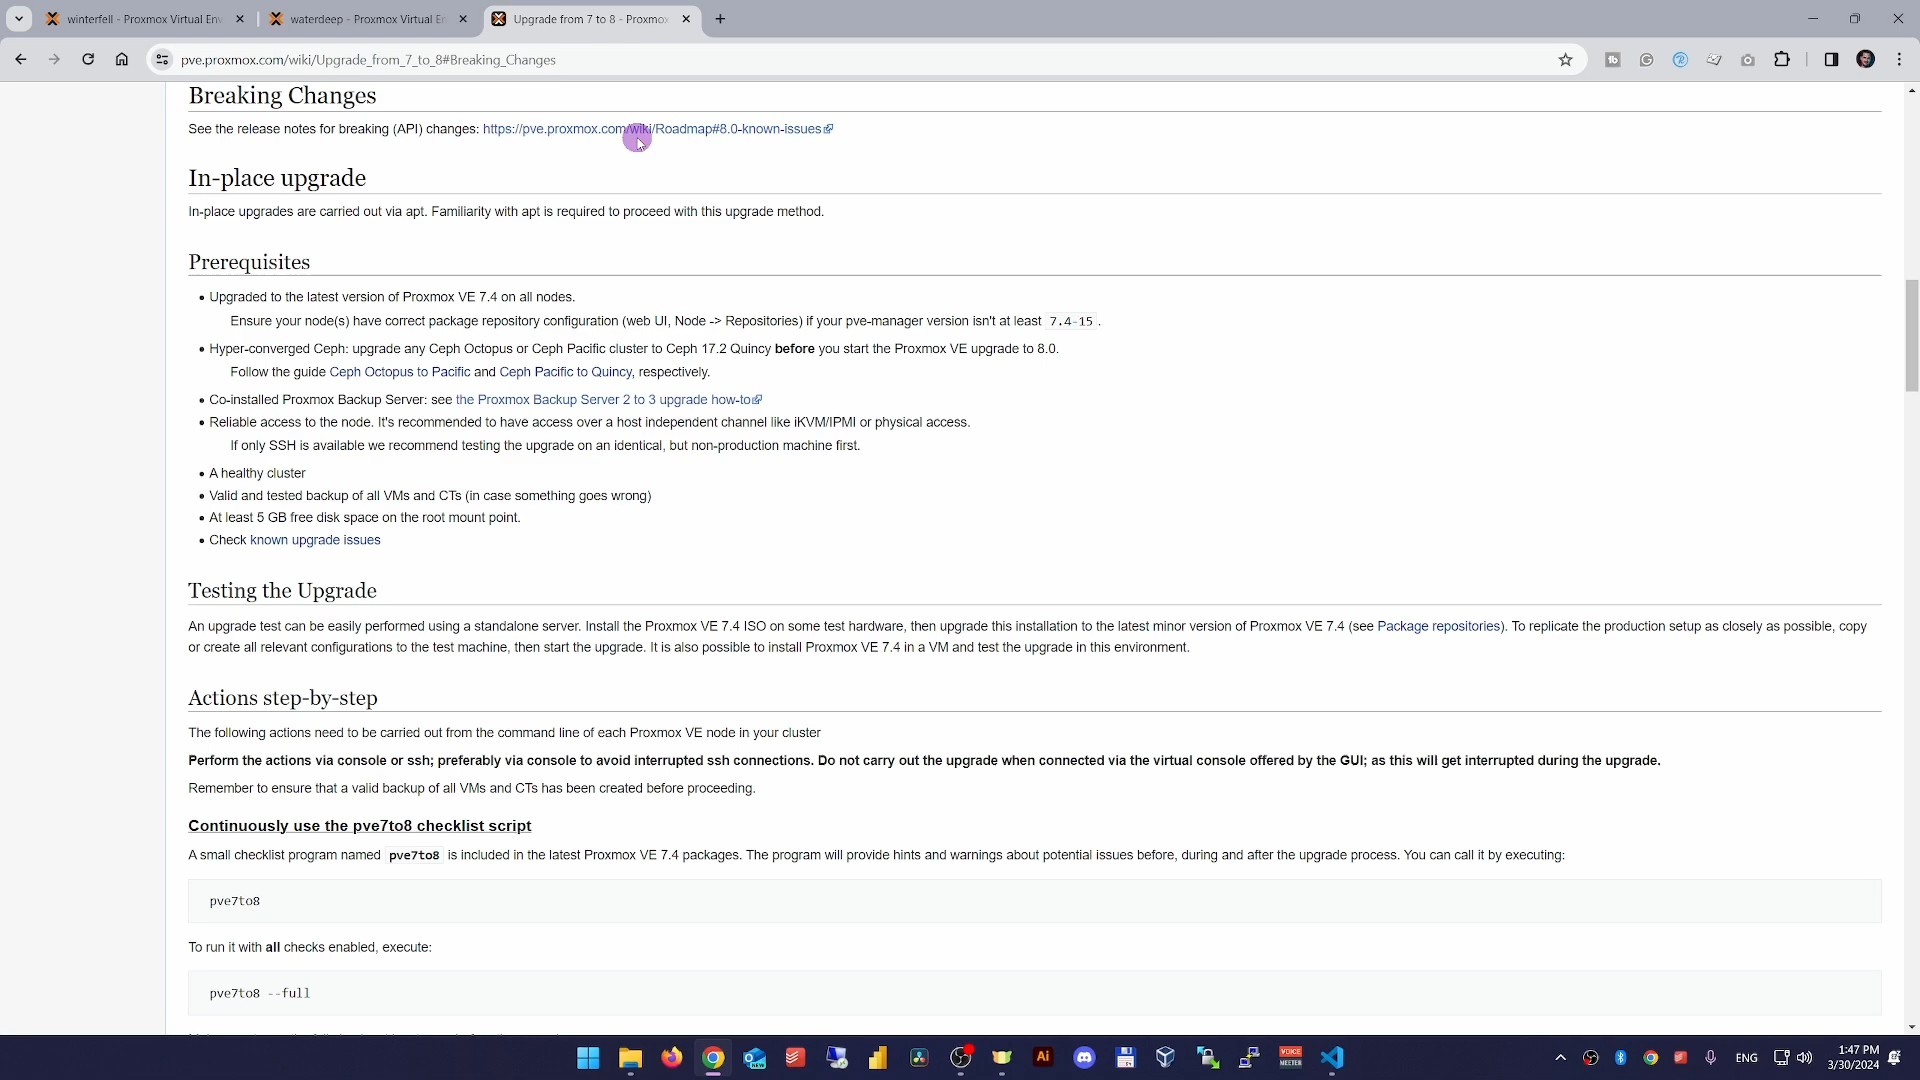 winterfell - Proxmox Virtual Env
waterdeep - Proxmox Virtual En
Upgrade from 7 to 8 - Proxmox
pve.proxmox.com/wiki/Upgrade_from_7_to_8#Breaking_Changes
Breaking Changes
See the release notes for breaking (API) changes: https://pve.proxmox.com/wiki/Roadmap#8.0-known-issues
In-place upgrade
In-place upgrades are carried out via apt. Familiarity with apt is required to proceed with this upgrade method.
Prerequisites
• Upgraded to the latest version of Proxmox VE 7.4 on all nodes.
Ensure your node(s) have correct package repository configuration (web UI, Node -> Repositories) if your pve-manager version isn't at least 7.4-15.
• Hyper-converged Ceph: upgrade any Ceph Octopus or Ceph Pacific cluster to Ceph 17.2 Quincy before you start the Proxmox VE upgrade to 8.0.
Follow the guide Ceph Octopus to Pacific and Ceph Pacific to Quincy, respectively.
• Co-installed Proxmox Backup Server: see the Proxmox Backup Server 2 to 3 upgrade how-to
• Reliable access to the node. It's recommended to have access over a host independent channel like iKVM/IPMI or physical access.
If only SSH is available we recommend testing the upgrade on an identical, but non-production machine first.
• A healthy cluster
• Valid and tested backup of all VMs and CTs (in case something goes wrong)
• At least 5 GB free disk space on the root mount point.
• Check known upgrade issues
Testing the Upgrade
An upgrade test can be easily performed using a standalone server. Install the Proxmox VE 7.4 ISO on some test hardware, then upgrade this installation to the latest minor version of Proxmox VE 7.4 (see Package repositories). To replicate the production setup as closely as possible, copy
or create all relevant configurations to the test machine, then start the upgrade. It is also possible to install Proxmox VE 7.4 in a VM and test the upgrade in this environment.
Actions step-by-step
The following actions need to be carried out from the command line of each Proxmox VE node in your cluster
Perform the actions via console or ssh; preferably via console to avoid interrupted ssh connections. Do not carry out the upgrade when connected via the virtual console offered by the GUI; as this will get interrupted during the upgrade.
Remember to ensure that a valid backup of all VMs and CTs has been created before proceeding.
Continuously use the pve7to8 checklist script
A small checklist program named pve7to8 is included in the latest Proxmox VE 7.4 packages. The program will provide hints and warnings about potential issues before, during and after the upgrade process. You can call it by executing:
pve7to8
To run it with all checks enabled, execute:
pve7to8 --full
NEW
Ai
VOICE
MEETER
ENG
1:47 PM
3/30/2024